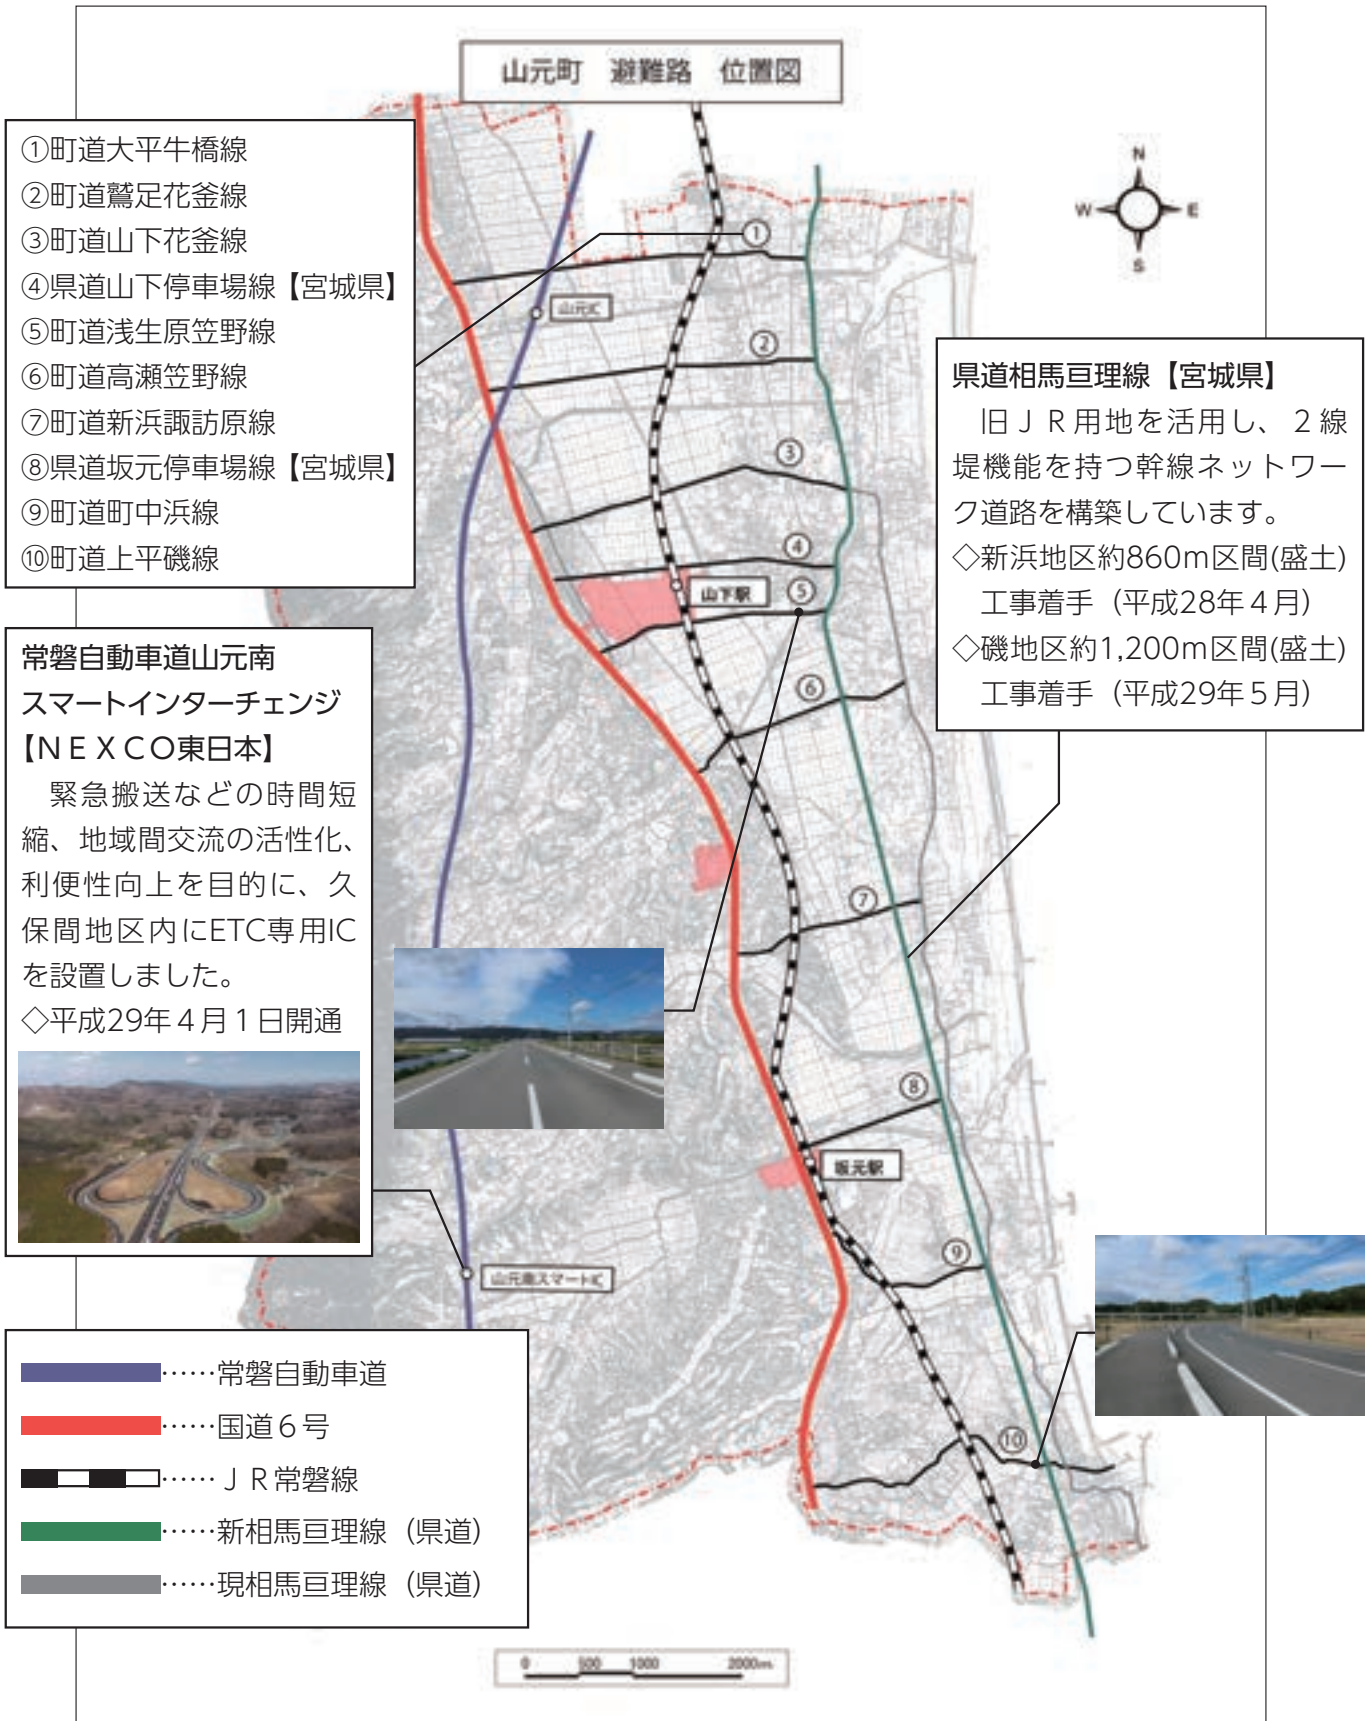 山元町 避難路 位置図
①町道大平牛橋線
②町道鷲足花釜線
③町道山下花釜線
④県道山下停車場線【宮城県】
⑤町道浅生原笠野線
⑥町道高瀬笠野線
⑦町道新浜諏訪原線
⑧県道坂元停車場線【宮城県】
⑨町道町中浜線
⑩町道上平磯線
N
W
E
S
①
山元IC
②
③
④
山下駅
⑤
⑥
⑦
⑧
坂元駅
⑨
山元南スマートIC
⑩
県道相馬亘理線【宮城県】
旧ＪＲ用地を活用し、２線
堤機能を持つ幹線ネットワー
ク道路を構築しています。
◇新浜地区約860m区間(盛土)
工事着手（平成28年４月）
◇磯地区約1,200m区間(盛土)
工事着手（平成29年５月）
常磐自動車道山元南
スマートインターチェンジ
【ＮＥＸＣＯ東日本】
緊急搬送などの時間短
縮、地域間交流の活性化、
利便性向上を目的に、久
保間地区内にETC専用IC
を設置しました。
◇平成29年４月１日開通
……常磐自動車道
……国道６号
……ＪＲ常磐線
……新相馬亘理線（県道）
……現相馬亘理線（県道）
0 500 1000 2000m